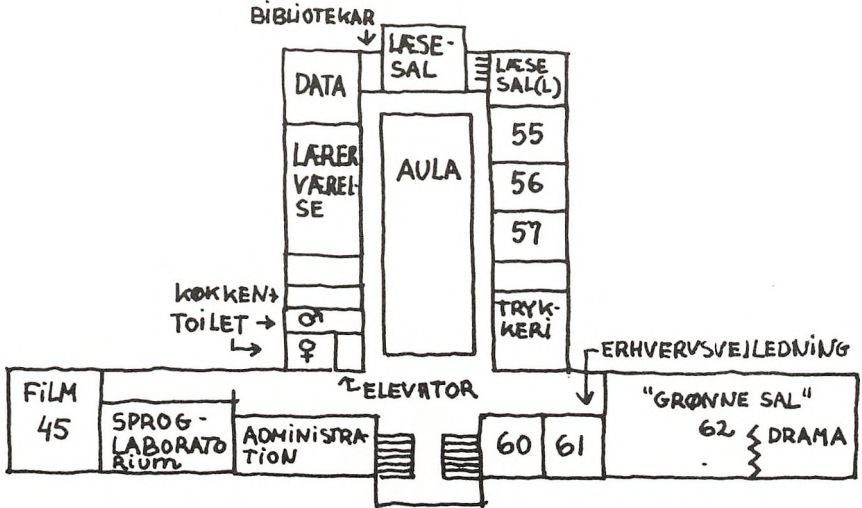 BIBLIOTEKAR
LÆSE-
SAL
DATA
LÆSE
SAL(L)
55
LÆRER
VÆREL-
SE
AULA
56
57
KØKKEN
TOILET
♂
♀
TRYK-
KERI
ERHVERVSVEJLEDNING
ELEVATOR
FILM
45
SPROG-
LABORATO
RIUM
ADMINISTRA-
TION
60
61
"GRØNNE SAL"
62
DRAMA